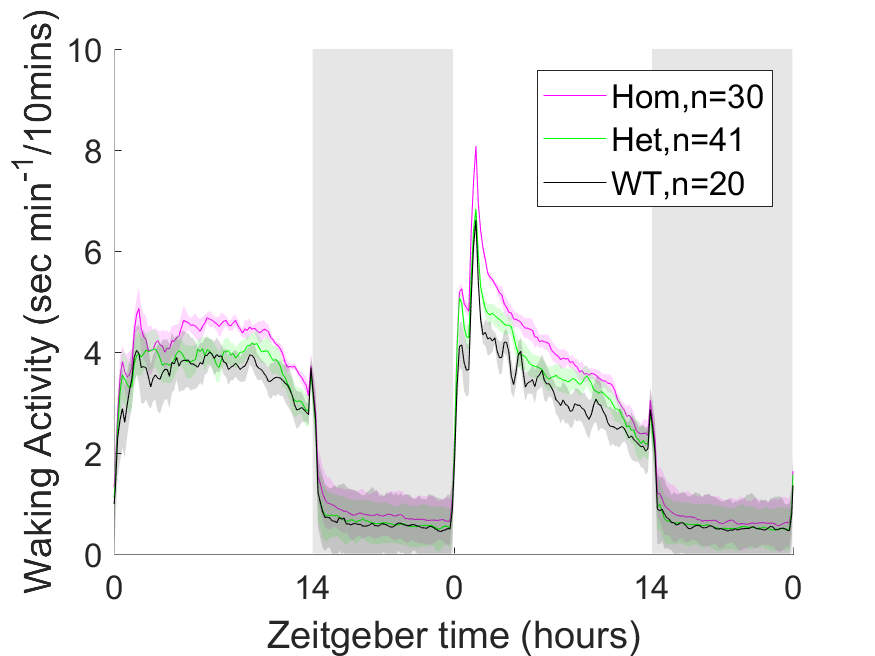 Waking Activity (sec min-1/10mins)
10
8
6
4
2
0
Hom,n=30
Het,n=41
WT,n=20
0 14 0 14 0
Zeitgeber time (hours)